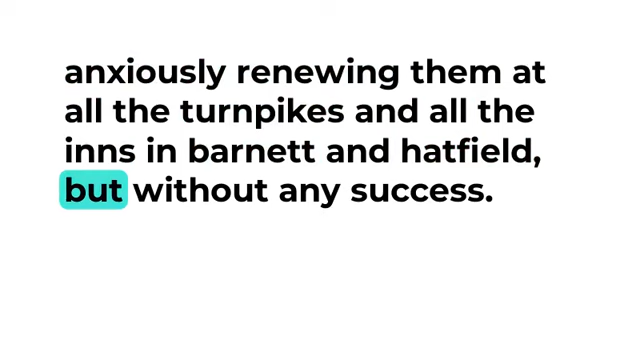 anxiously renewing them at
all the turnpikes and all the
inns in barnett and hatfield,
but without any success.